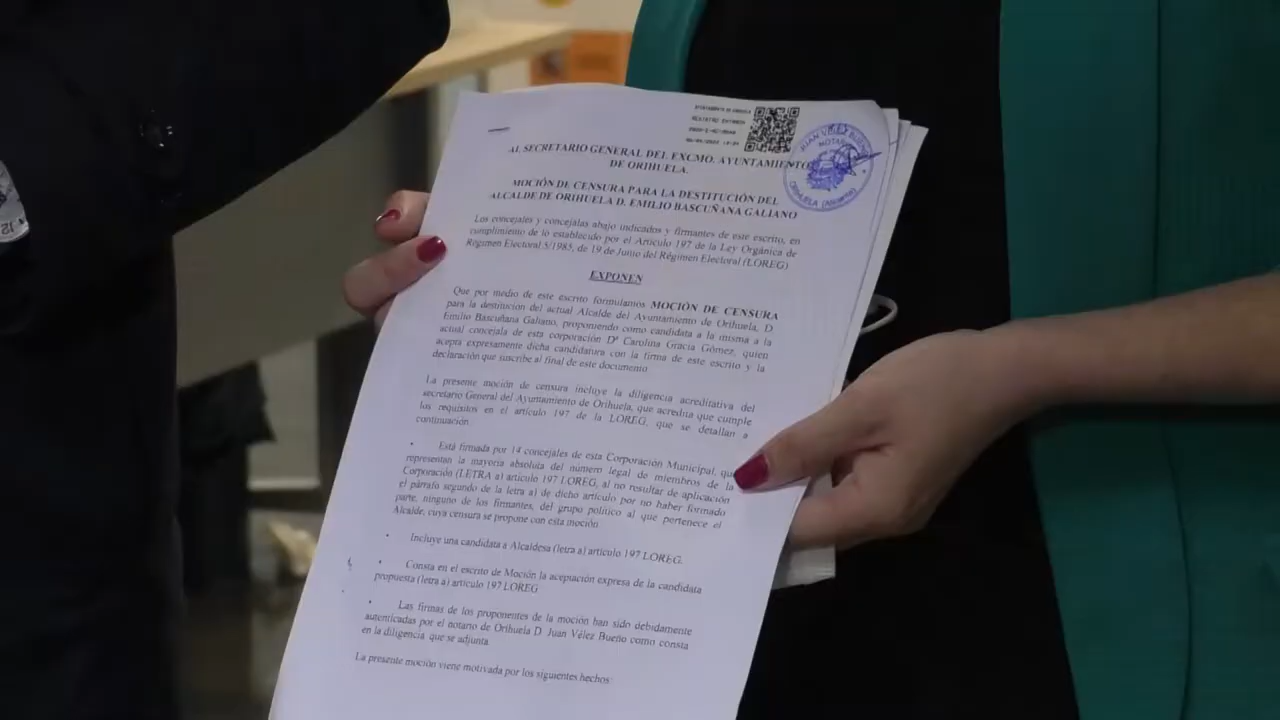 REGISTRO ENTRADA
AL SECRETARIO GENERAL DEL EXCMO. AYUNTAMIENTO
DE ORIHUELA.
JUAN VÉLEZ BUENO
NOTARIO
ORIHUELA (Alicante)
MOCIÓN DE CENSURA PARA LA DESTITUCIÓN DEL
ALCALDE DE ORIHUELA D. EMILIO BASCUÑANA GALIANO
Los concejales y concejalas abajo indicados y firmantes de este escrito, en
cumplimiento de lo establecido por el Artículo 197 de la Ley Orgánica de
Régimen Electoral 5/1985, de 19 de Junio del Régimen Electoral (LOREG)
EXPONEN
Que por medio de este escrito formulamos MOCIÓN DE CENSURA
para la destitución del actual Alcalde del Ayuntamiento de Orihuela, D
Emilio Bascuñana Galiano, proponiendo como candidata a la misma a la
actual concejala de esta corporación Dª Carolina Gracia Gómez, quien
acepta expresamente dicha candidatura con la firma de este escrito y la
declaración que suscribe al final de este documento
La presente moción de censura incluye la diligencia acreditativa del
secretario General del Ayuntamiento de Orihuela, que acredita que cumple
los requisitos en el artículo 197 de la LOREG, que se detallan a
continuación.
• Está firmada por 14 concejales de esta Corporación Municipal, que
representan la mayoría absoluta del número legal de miembros de la
Corporación (LETRA a) artículo 197 LOREG, al no resultar de aplicación
el párrafo segundo de la letra a) de dicho artículo por no haber formado
parte, ninguno de los firmantes, del grupo político al que pertenece el
Alcalde, cuya censura se propone con esta moción
• Incluye una candidata a Alcaldesa (letra a) artículo 197 LOREG.
• Consta en el escrito de Moción la aceptación expresa de la candidata
propuesta (letra a) artículo 197 LOREG
• Las firmas de los proponentes de la moción han sido debidamente
autenticadas por el notario de Orihuela D. Juan Vélez Bueno como consta
en la diligencia que se adjunta.
La presente moción viene motivada por los siguientes hechos:
12